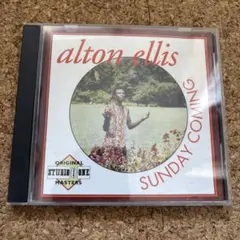 alton ellis
SUNDAY COMING
ORIGINAL
STUDIO ONE
MASTERS